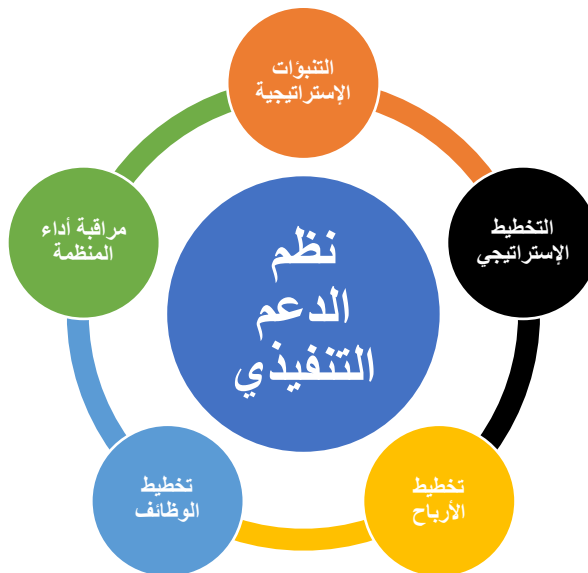 التنبؤات
الإستراتيجية
التخطيط
الإستراتيجي
مراقبة أداء
المنظمة
نظم
الدعم
التنفيذي
تخطيط
الأرباح
تخطيط
الوظائف